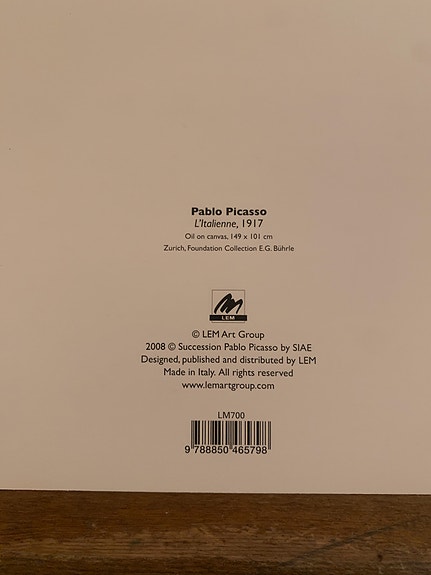 Pablo Picasso
L'Italienne, 1917
Oil on canvas, 149 x 101 cm
Zurich, Foundation Collection E.G. Bührle
LEM
© LEM Art Group
2008 © Succession Pablo Picasso by SIAE
Designed, published and distributed by LEM
Made in Italy. All rights reserved
www.lemartgroup.com
LM700
9 788850 465798